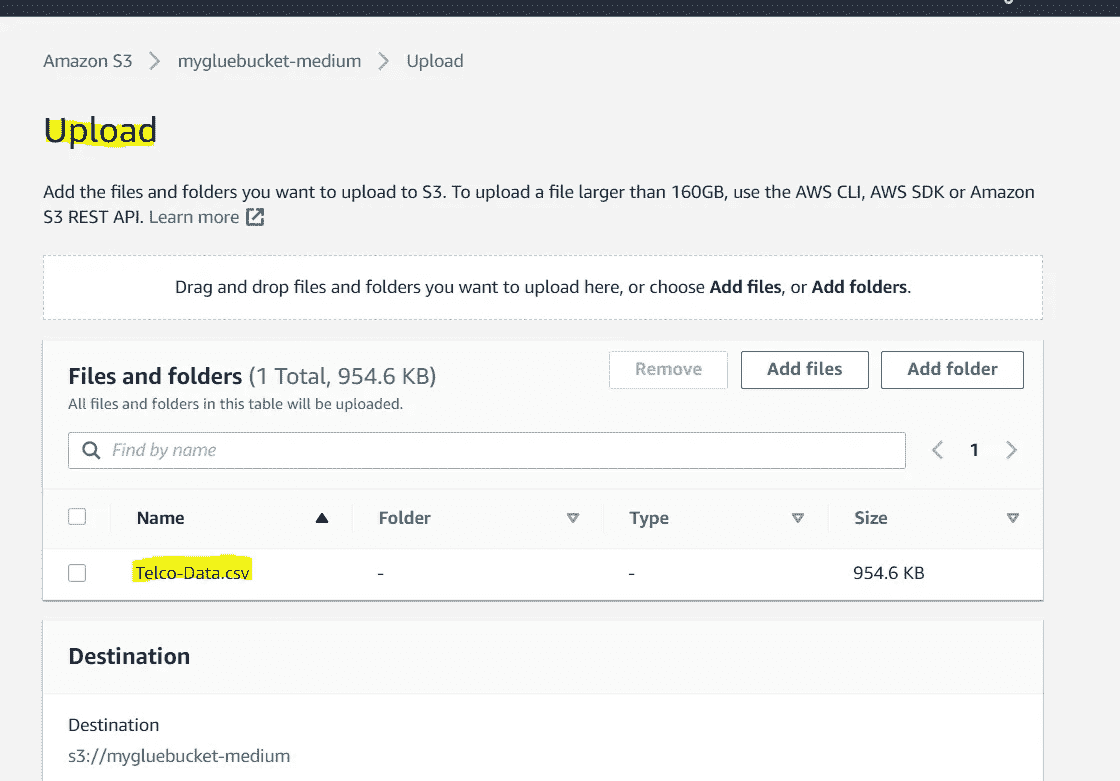 Amazon S3 > mygluebucket-medium > Upload
Upload
Add the files and folders you want to upload to S3. To upload a file larger than 160GB, use the AWS CLI, AWS SDK or Amazon
S3 REST API. Learn more
Drag and drop files and folders you want to upload here, or choose Add files, or Add folders.
Files and folders (1 Total, 954.6 KB)
Remove Add files Add folder
All files and folders in this table will be uploaded.
Find by name
1
Name Folder Type Size
Telco-Data.csv - - 954.6 KB
Destination
Destination
s3://mygluebucket-medium